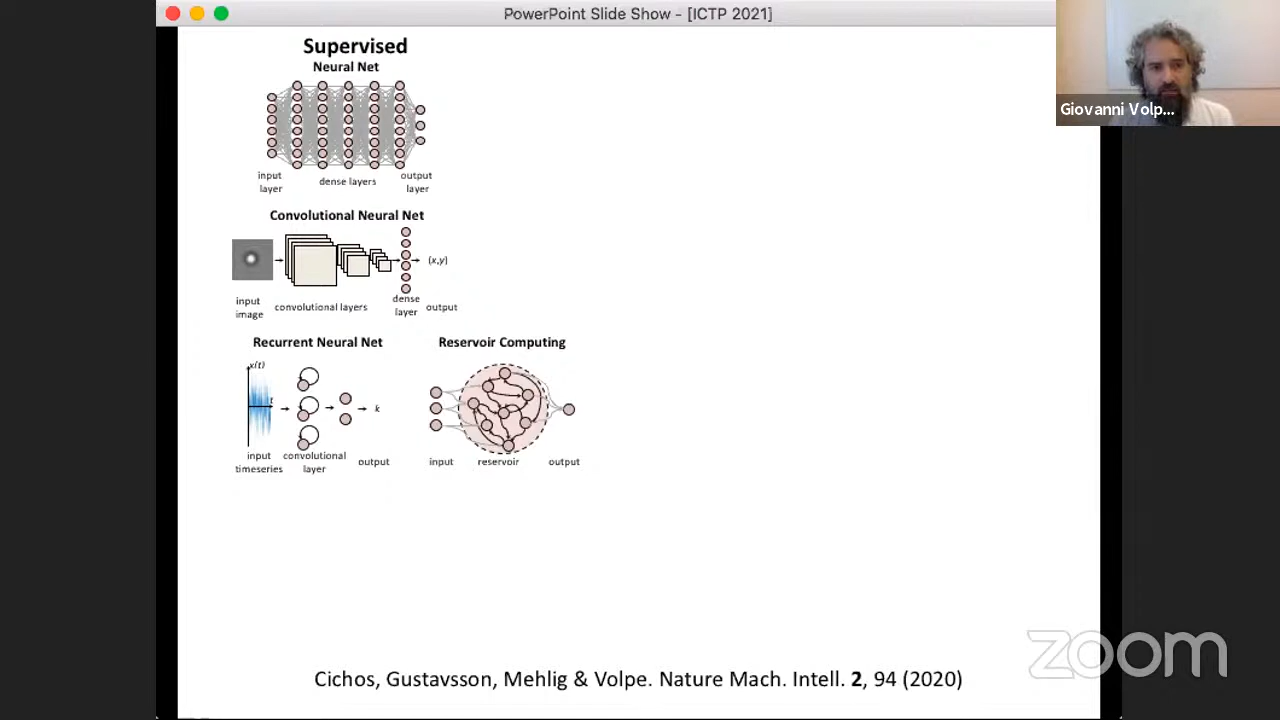 PowerPoint Slide Show - [ICTP 2021]
Giovanni Volp...
Supervised
Neural Net
input layer
dense layers
output layer
Convolutional Neural Net
(x,y)
input image
convolutional layers
dense layer
output
Recurrent Neural Net
x(t)
t
k
input timeseries
convolutional layer
output
Reservoir Computing
input
reservoir
output
Cichos, Gustavsson, Mehlig & Volpe. Nature Mach. Intell. 2, 94 (2020)
zoom